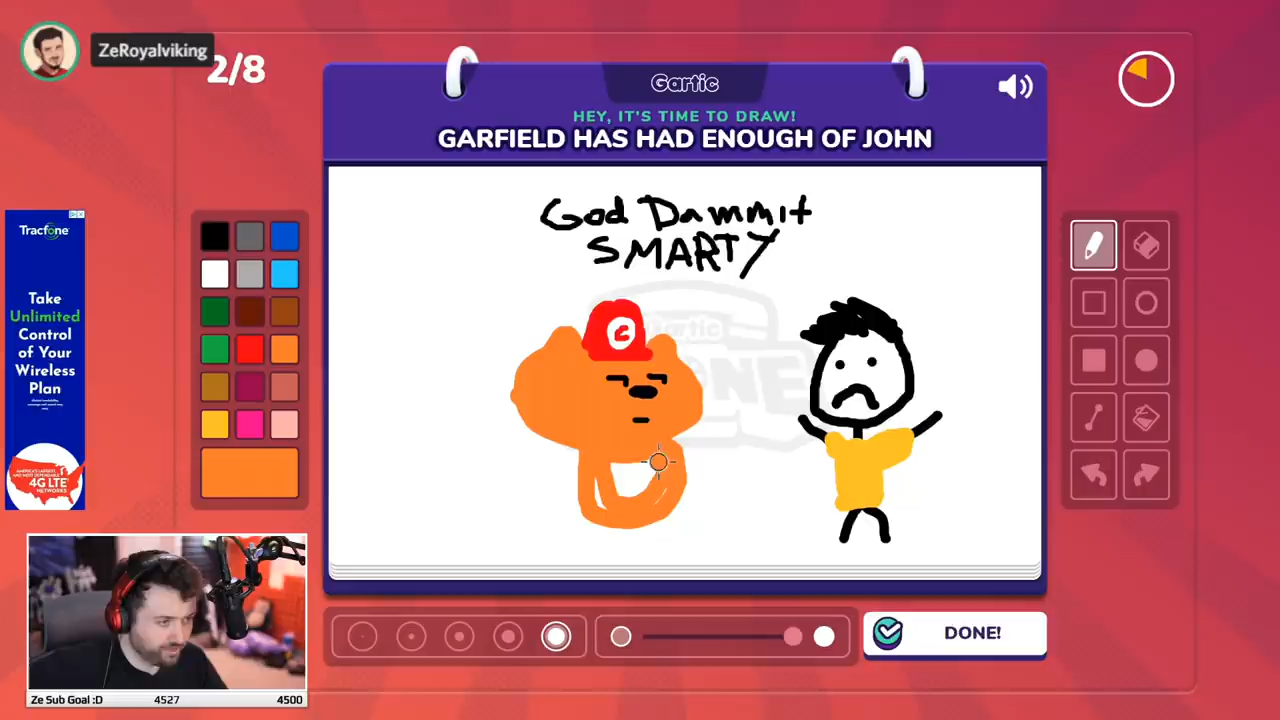 ZeRoyalviking
2/8
Gartic
HEY, IT'S TIME TO DRAW!
GARFIELD HAS HAD ENOUGH OF JOHN
God Dammit
SMARTY
Tracfone
Take
Unlimited
Control
of Your
Wireless
Plan
4G LTE
NETWORKS
DONE!
Ze Sub Goal :D 4527 4500